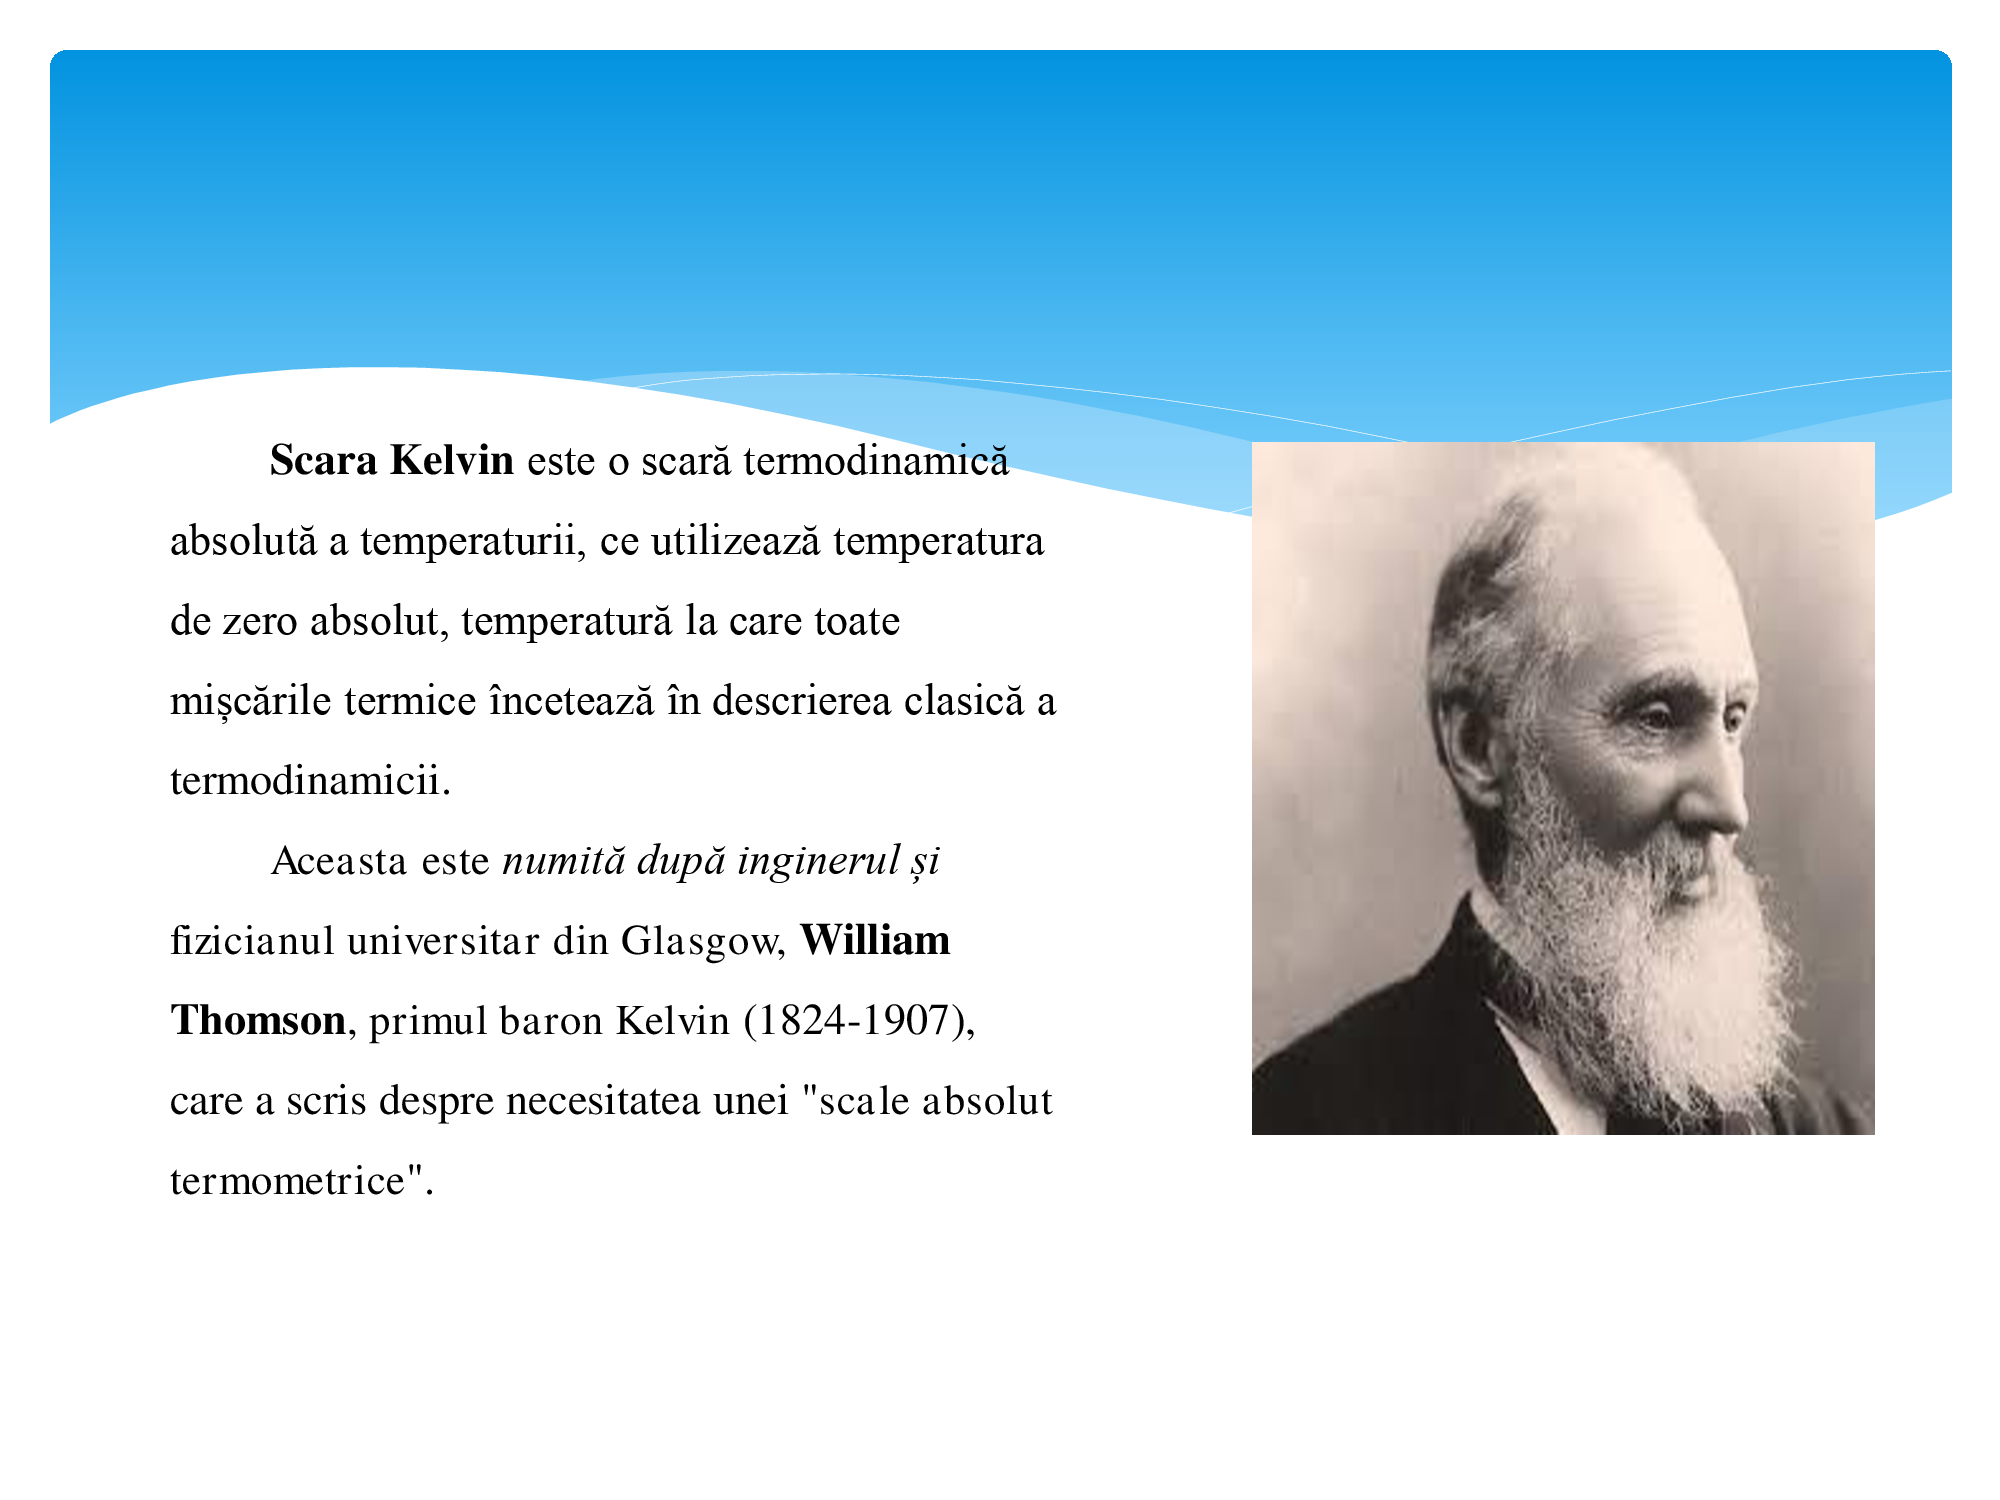 Scara Kelvin este o scară termodinamică
absolută a temperaturii, ce utilizează temperatura
de zero absolut, temperatură la care toate
mișcările termice încetează în descrierea clasică a
termodinamicii.
Aceasta este numită după inginerul și
fizicianul universitar din Glasgow, William
Thomson, primul baron Kelvin (1824-1907),
care a scris despre necesitatea unei "scale absolut
termometrice".